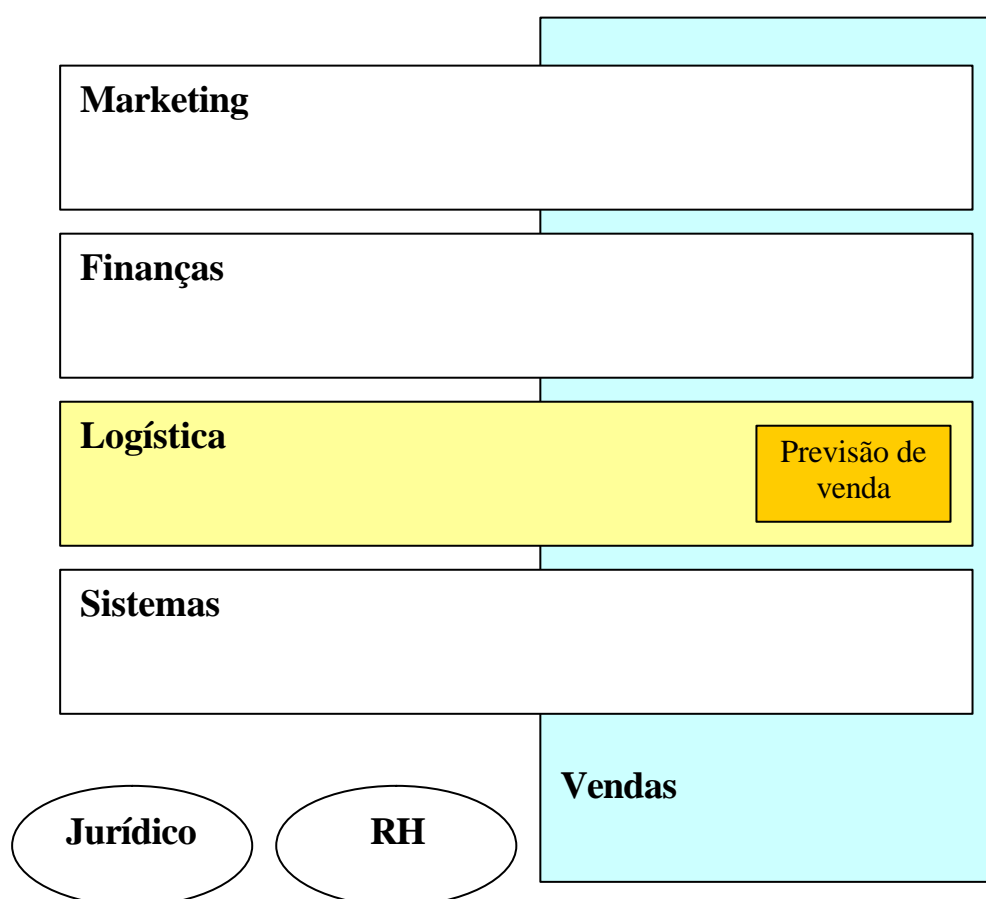 Marketing
Finanças
Logística
Previsão de
venda
Sistemas
Vendas
Jurídico
RH